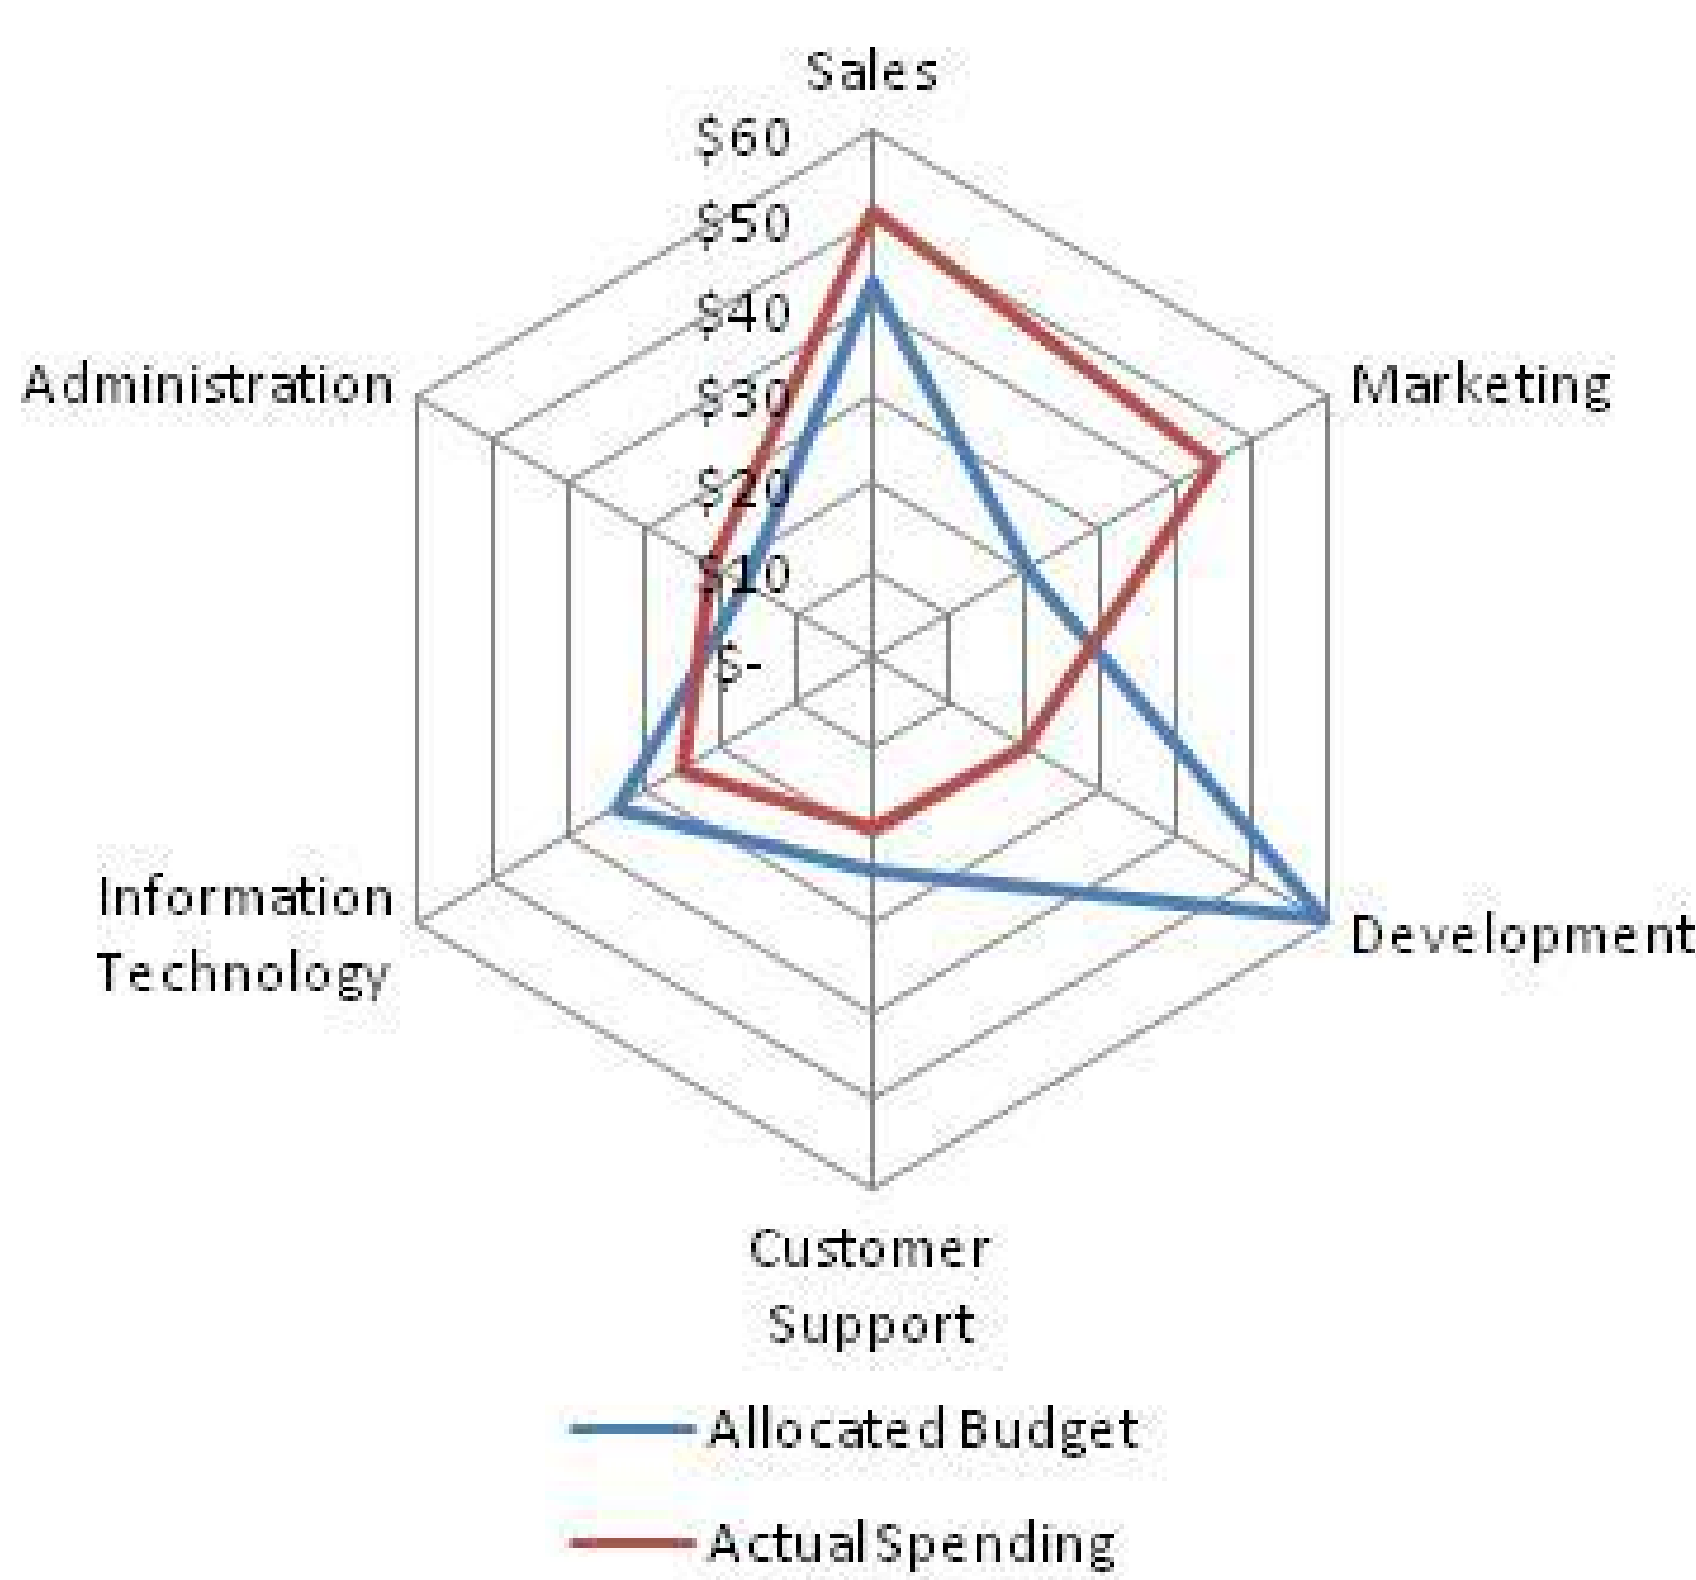 Sales
$60
$50
$40
$30
$20
$10
$-
Administration
Marketing
Information
Technology
Development
Customer
Support
Allocated Budget
Actual Spending